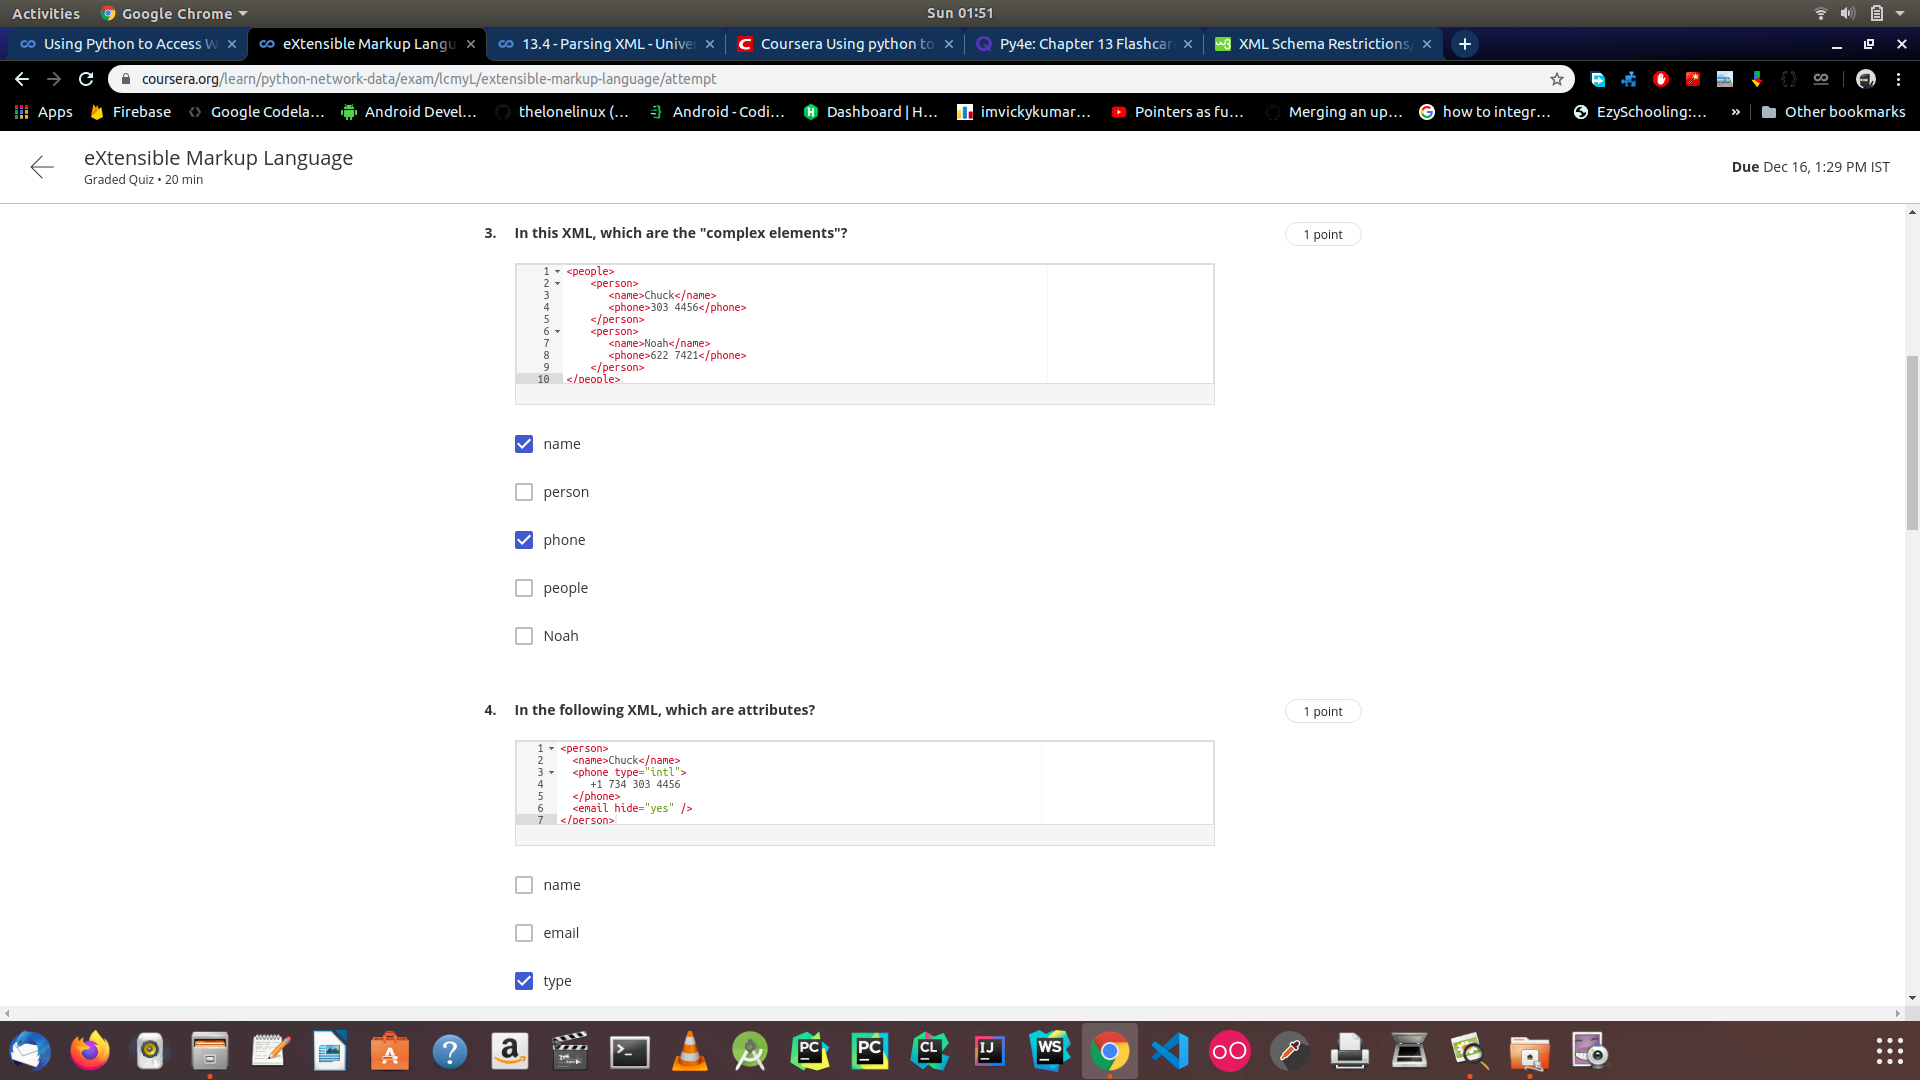 Activities Google Chrome Sun 01:51
Using Python to Access W eXtensible Markup Langu 13.4 - Parsing XML - Unive Coursera Using python to Py4e: Chapter 13 Flashcar XML Schema Restrictions/
coursera.org/learn/python-network-data/exam/lcmyL/extensible-markup-language/attempt
Apps Firebase Google Codela... Android Devel... thelonelinux (... Android - Codi... Dashboard | H... imvickykumar... Pointers as fu... Merging an up... how to integr... EzySchooling:... » Other bookmarks
eXtensible Markup Language
Graded Quiz • 20 min
Due Dec 16, 1:29 PM IST
3. In this XML, which are the "complex elements"? 1 point
1 <people>
2 <person>
3 <name>Chuck</name>
4 <phone>303 4456</phone>
5 </person>
6 <person>
7 <name>Noah</name>
8 <phone>622 7421</phone>
9 </person>
10 </people>
name
person
phone
people
Noah
4. In the following XML, which are attributes? 1 point
1 <person>
2 <name>Chuck</name>
3 <phone type="intl">
4 +1 734 303 4456
5 </phone>
6 <email hide="yes" />
7 </person>
name
email
type
PC PC CL IJ WS